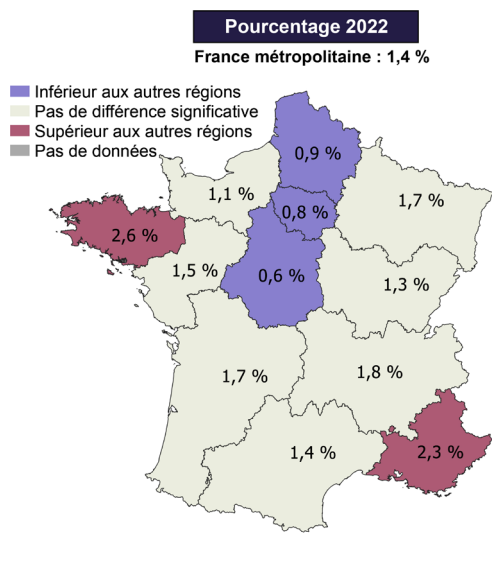 Pourcentage 2022
France métropolitaine : 1,4 %
Inférieur aux autres régions
Pas de différence significative
Supérieur aux autres régions
Pas de données
0,9 %
1,1 %
1,7 %
0,8 %
2,6 %
1,5 %
0,6 %
1,3 %
1,7 %
1,8 %
1,4 %
2,3 %